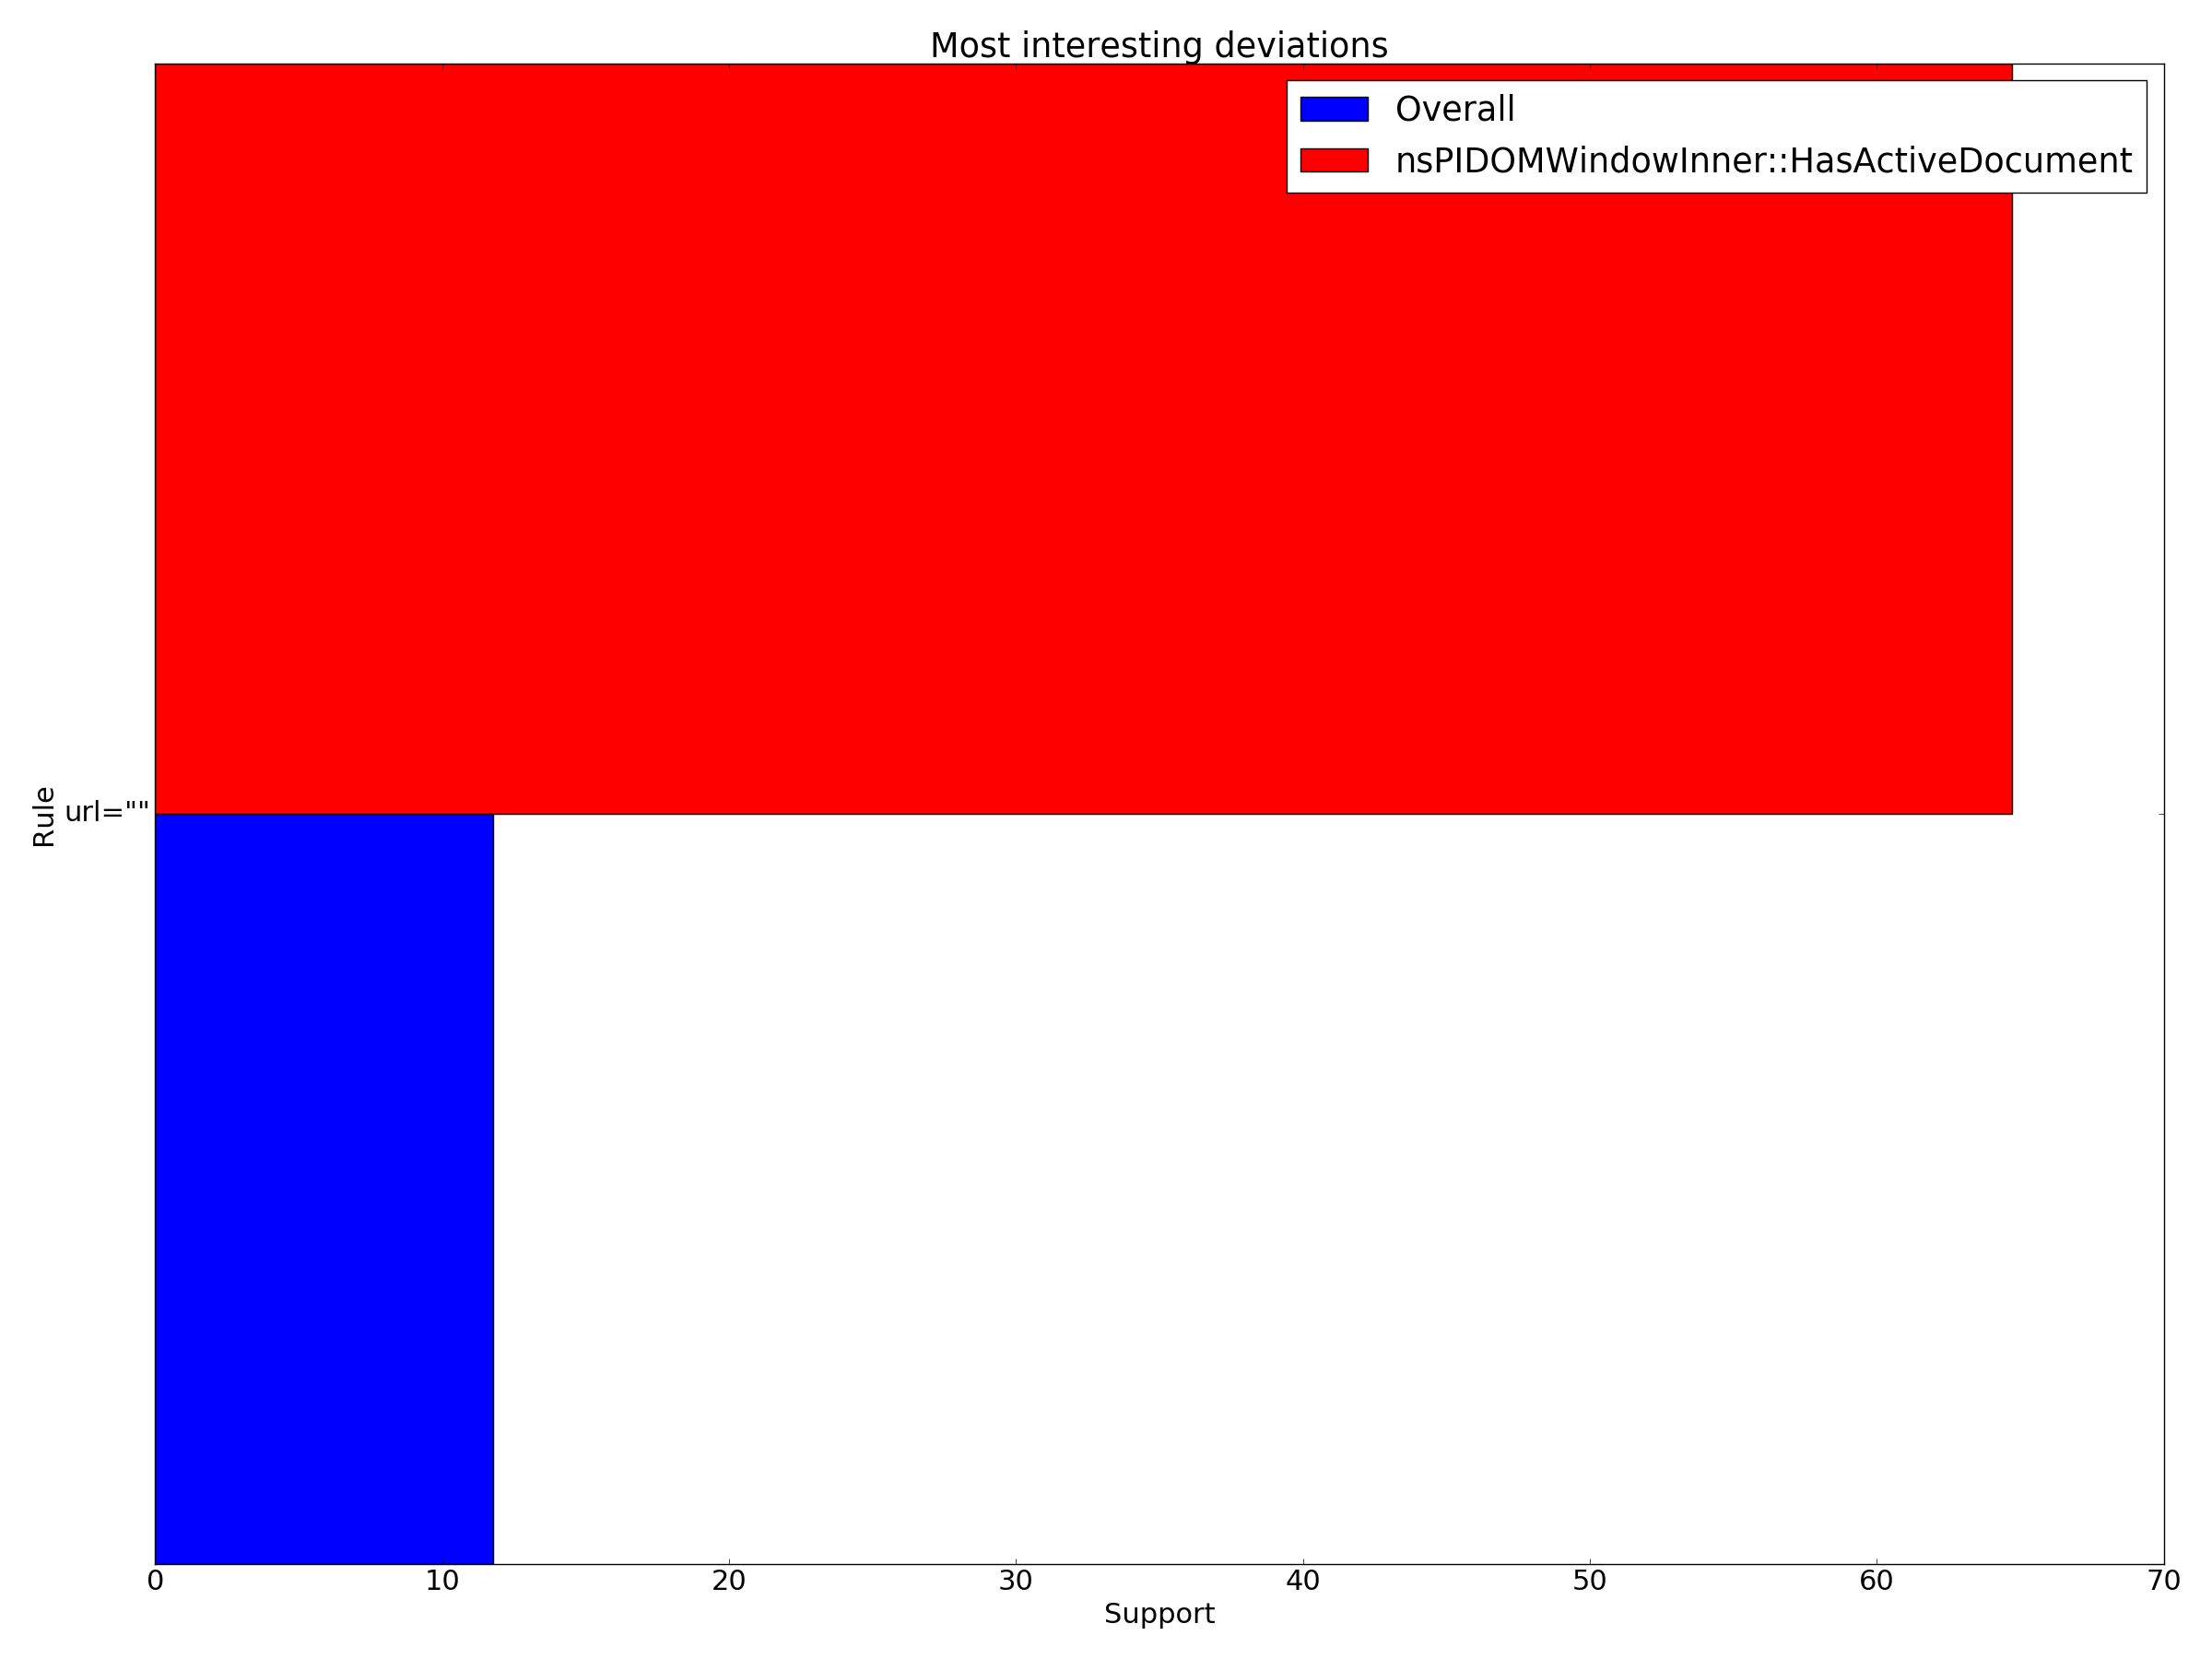 Most interesting deviations
Overall
nsPIDOMWindowInner::HasActiveDocument
Rule
url=""
0 10 20 30 40 50 60 70
Support